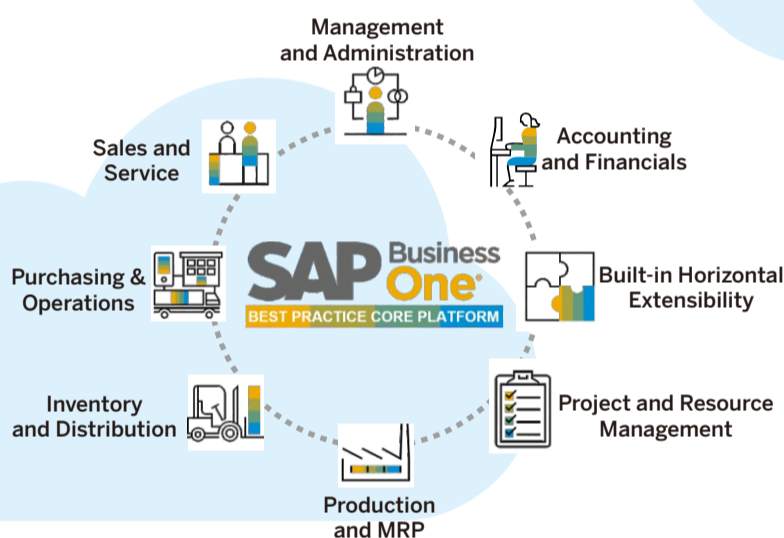 Management
and Administration
Accounting
and Financials
Built-in Horizontal
Extensibility
Project and Resource
Management
Production
and MRP
Inventory
and Distribution
Purchasing &
Operations
Sales and
Service
SAP Business
One
BEST PRACTICE CORE PLATFORM